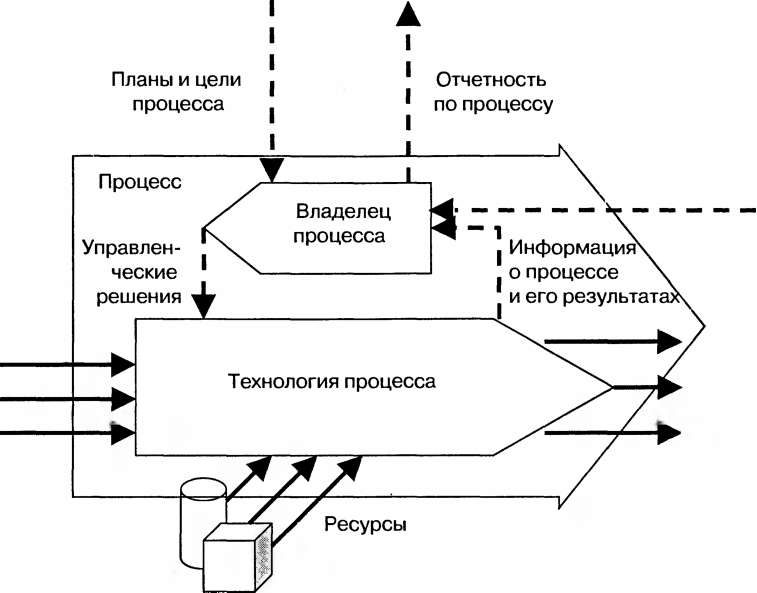 Планы и цели
процесса
Отчетность
по процессу
Процесс
Владелец
процесса
Управлен-
ческие
решения
Информация
о процессе
и его результатах
Технология процесса
Ресурсы